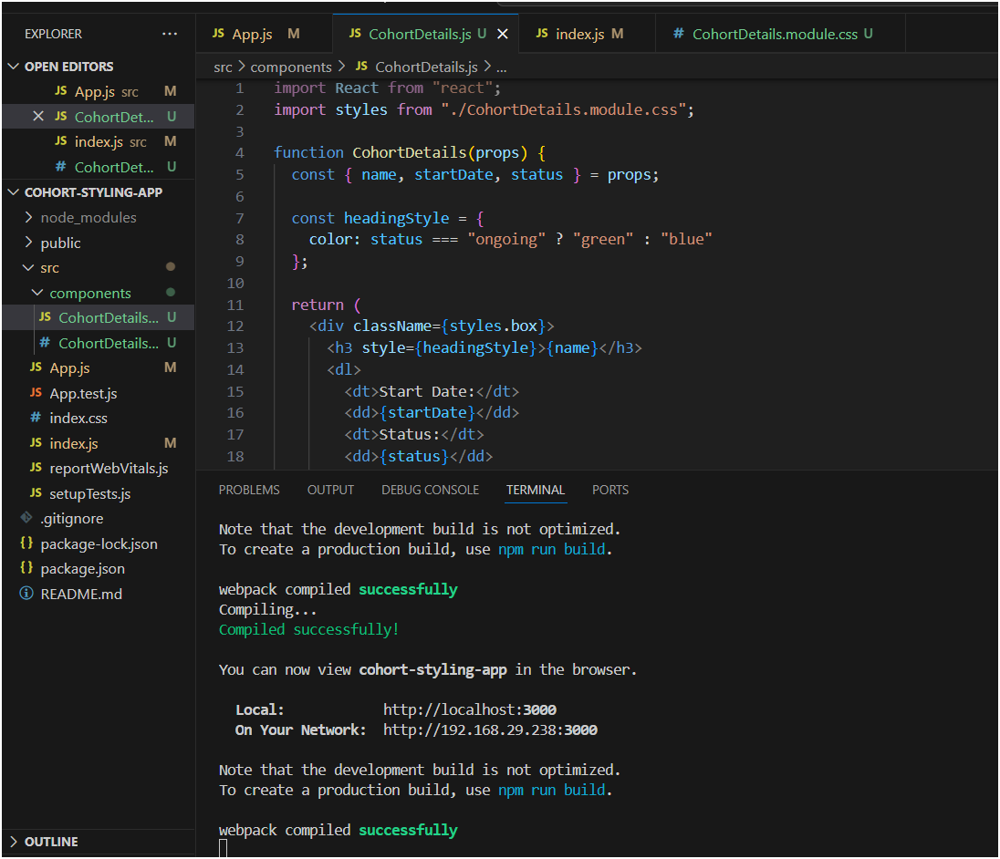 EXPLORER ...
OPEN EDITORS
JS App.js src M
JS CohortDet... U
JS index.js src M
# CohortDet... U
COHORT-STYLING-APP
node_modules
public
src
components
JS CohortDetails... U
# CohortDetails... U
JS App.js M
JS App.test.js
# index.css
JS index.js M
JS reportWebVitals.js
JS setupTests.js
.gitignore
{} package-lock.json
{} package.json
README.md
OUTLINE
JS App.js M JS CohortDetails.js U JS index.js M # CohortDetails.module.css U
src > components > JS CohortDetails.js > ...
1 import React from "react";
2 import styles from "./CohortDetails.module.css";
3
4 function CohortDetails(props) {
5 const { name, startDate, status } = props;
6
7 const headingStyle = {
8 color: status === "ongoing" ? "green" : "blue"
9 };
10
11 return (
12 <div className={styles.box}>
13 <h3 style={headingStyle}>{name}</h3>
14 <dl>
15 <dt>Start Date:</dt>
16 <dd>{startDate}</dd>
17 <dt>Status:</dt>
18 <dd>{status}</dd>
PROBLEMS OUTPUT DEBUG CONSOLE TERMINAL PORTS
Note that the development build is not optimized.
To create a production build, use npm run build.
webpack compiled successfully
Compiling...
Compiled successfully!
You can now view cohort-styling-app in the browser.
Local: http://localhost:3000
On Your Network: http://192.168.29.238:3000
Note that the development build is not optimized.
To create a production build, use npm run build.
webpack compiled successfully